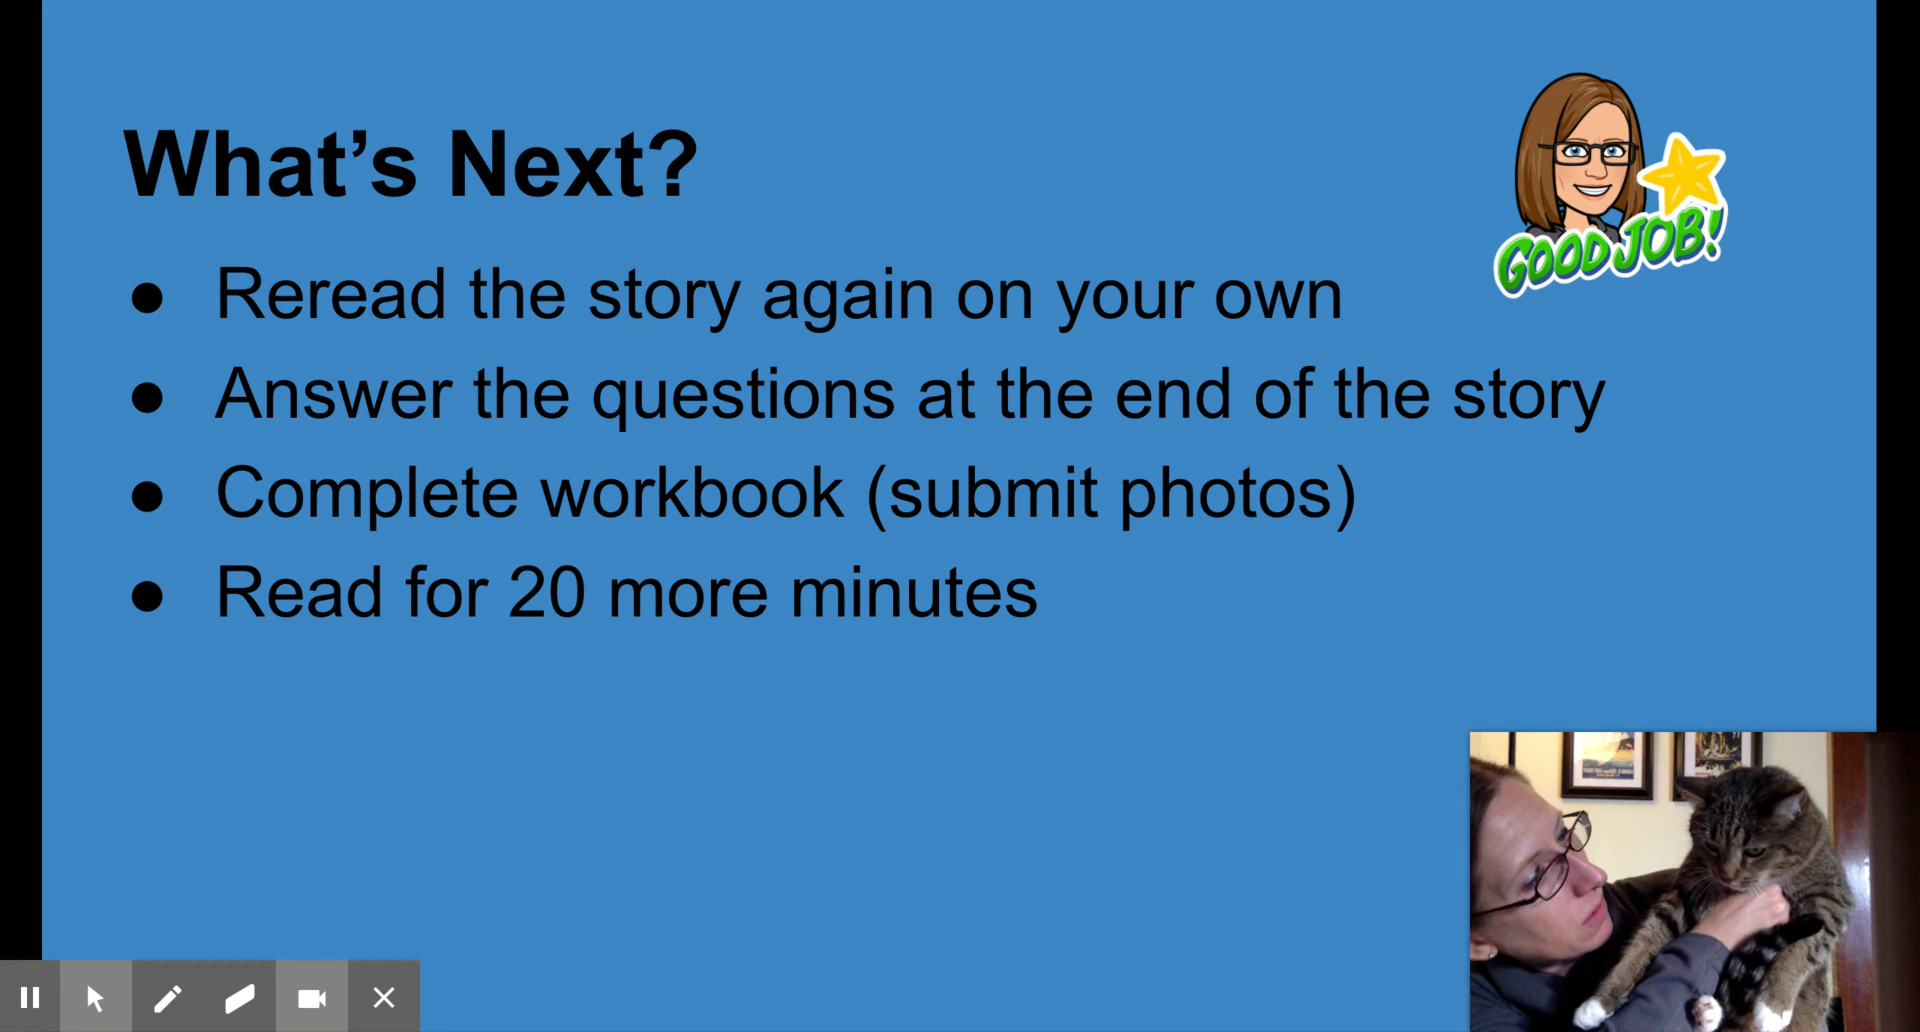 What’s Next?
GOOD JOB!
● Reread the story again on your own
● Answer the questions at the end of the story
● Complete workbook (submit photos)
● Read for 20 more minutes